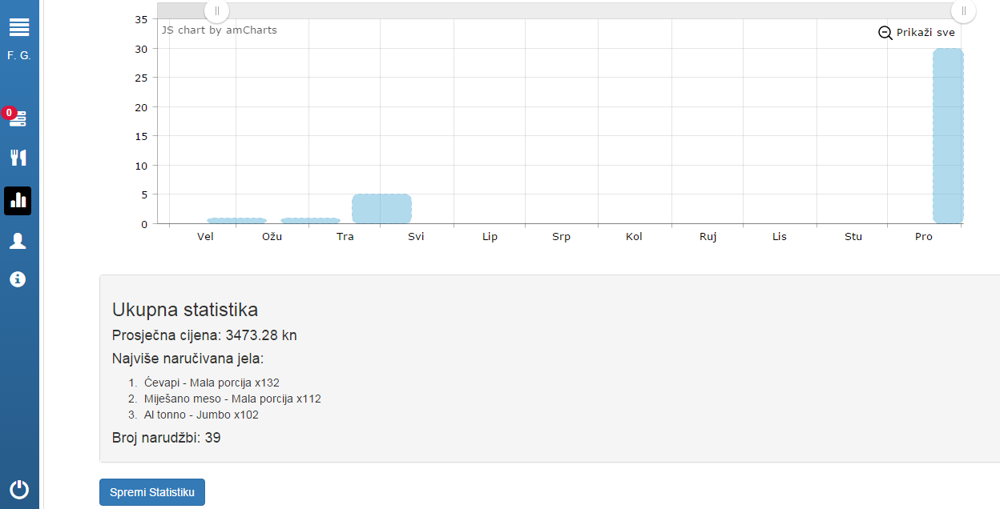 35
JS chart by amCharts
Prikaži sve
F. G.
30
25
0
20
15
10
5
0
Vel Ožu Tra Svi Lip Srp Kol Ruj Lis Stu Pro
Ukupna statistika
Prosječna cijena: 3473.28 kn
Najviše naručivana jela:
1. Ćevapi - Mala porcija x132
2. Miješano meso - Mala porcija x112
3. Al tonno - Jumbo x102
Broj narudžbi: 39
Spremi Statistiku